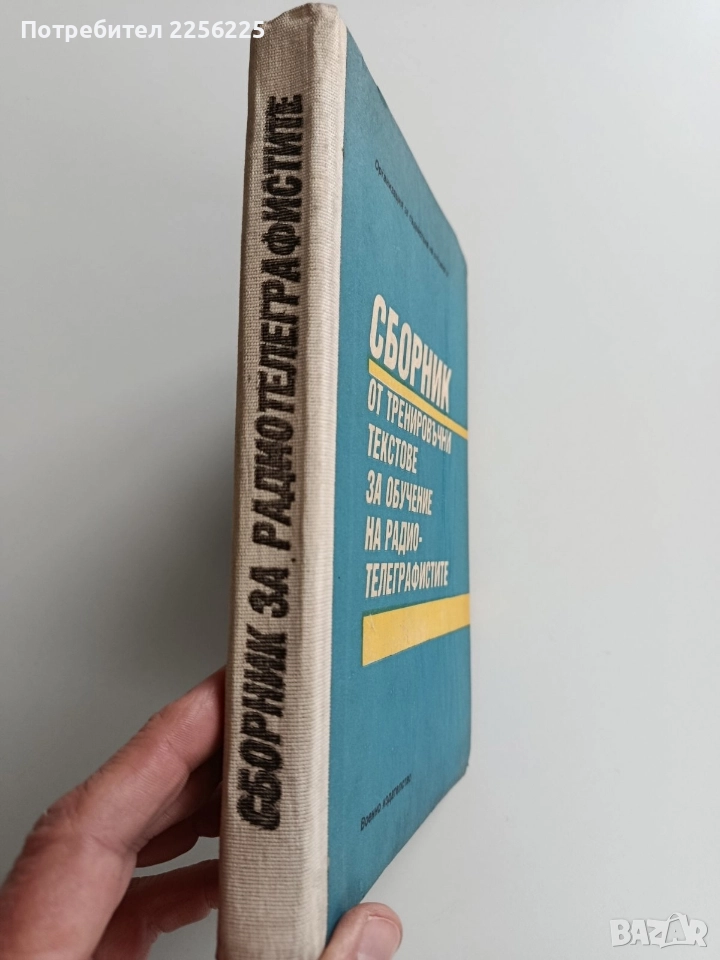 Потребител 2256225
СБОРНИК ЗА РАДИОТЕЛЕГРАФИСТИТЕ
СБОРНИК
ОТ ТРЕНИРОВЪЧНИ
ТЕКСТОВЕ
ЗА ОБУЧЕНИЕ
НА РАДИО-
ТЕЛЕГРАФИСТИТЕ
Военно издателство
BAZAR